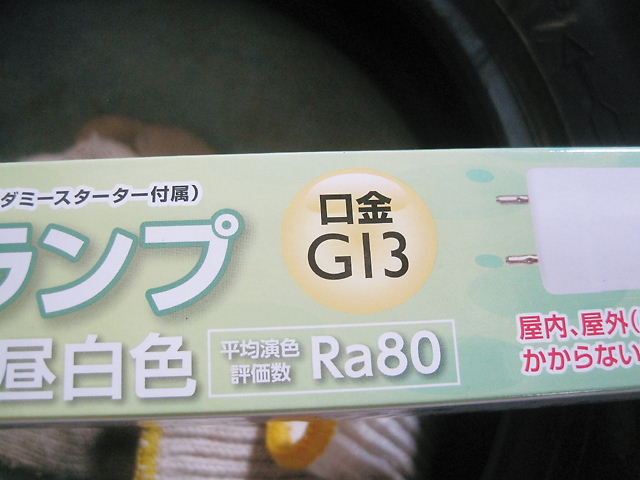 ダミースターター付属)
ランプ
昼白色
平均演色
評価数
Ra80
口金
G13
屋内、屋外(
かからない